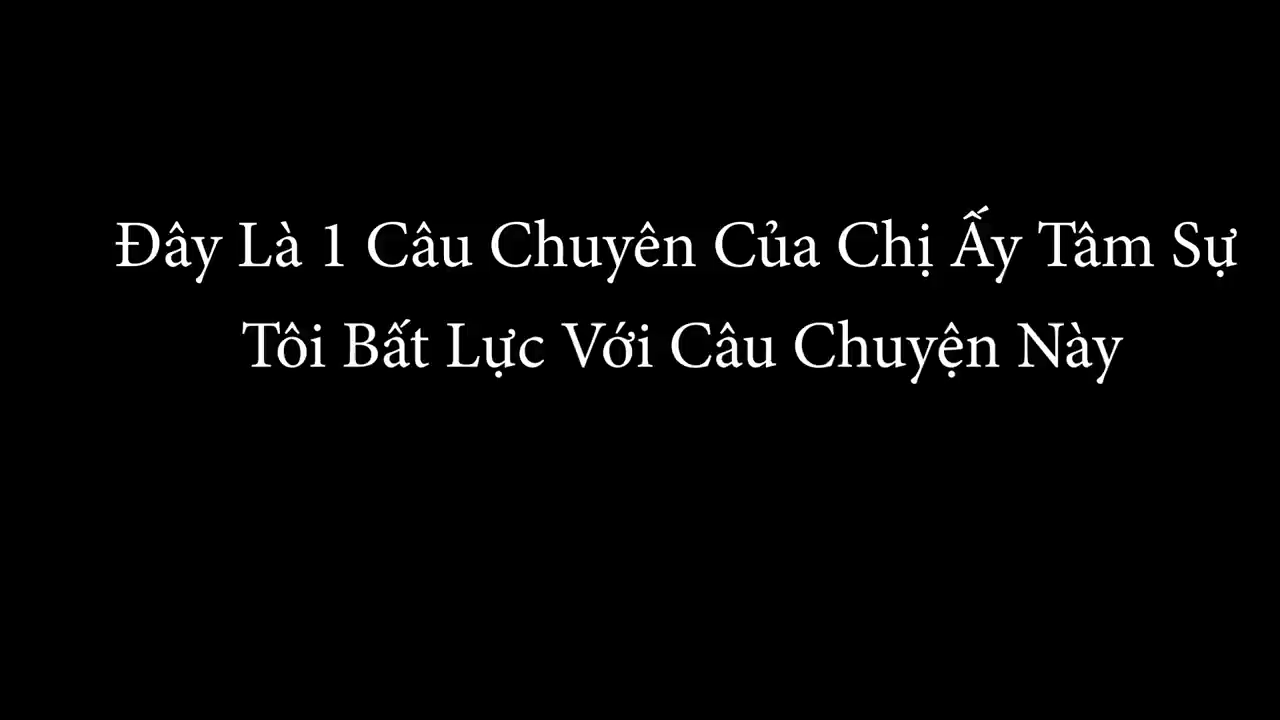 Đây Là 1 Câu Chuyên Của Chị Ấy Tâm Sự
Tôi Bất Lực Với Câu Chuyện Này